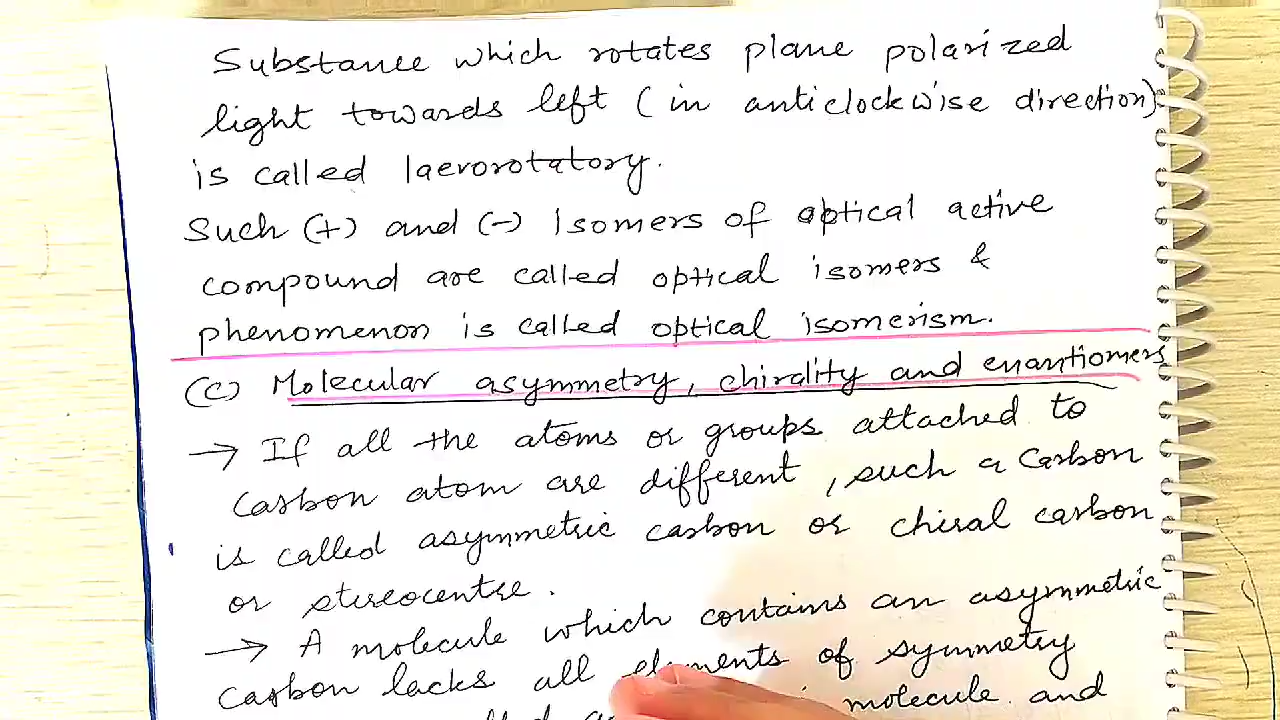 Substance which rotates plane polarized
light towards left (in anticlockwise direction)
is called laevorotatory.
Such (+) and (-) Isomers of optical active
compound are called optical isomers &
phenomenon is called optical isomerism.
(C) Molecular asymmetry, chirality and enantiomers
→ If all the atoms or groups attached to
carbon atom are different, such a carbon
is called asymmetric carbon or chiral carbon
or stereocentre.
→ A molecule which contains an asymmetric
carbon lacks all elements of symmetry
molecule and